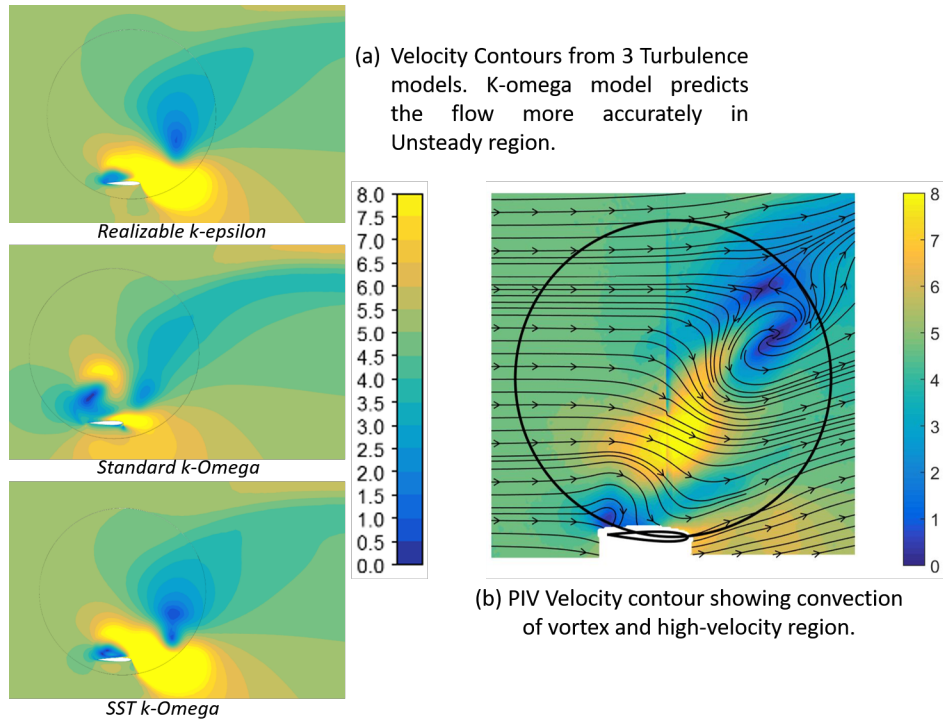 (a) Velocity Contours from 3 Turbulence
models. K-omega model predicts
the flow more accurately in
Unsteady region.
Realizable k-epsilon
Standard k-Omega
SST k-Omega
8.0
7.5
7.0
6.5
6.0
5.5
5.0
4.5
4.0
3.5
3.0
2.5
2.0
1.5
1.0
0.5
0.0
8
7
6
5
4
3
2
1
0
(b) PIV Velocity contour showing convection
of vortex and high-velocity region.